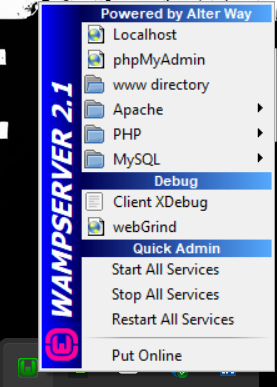 Powered by Alter Way
Localhost
phpMyAdmin
www directory
Apache
PHP
MySQL
Debug
Client XDebug
webGrind
Quick Admin
Start All Services
Stop All Services
Restart All Services
Put Online
WAMPSERVER 2.1